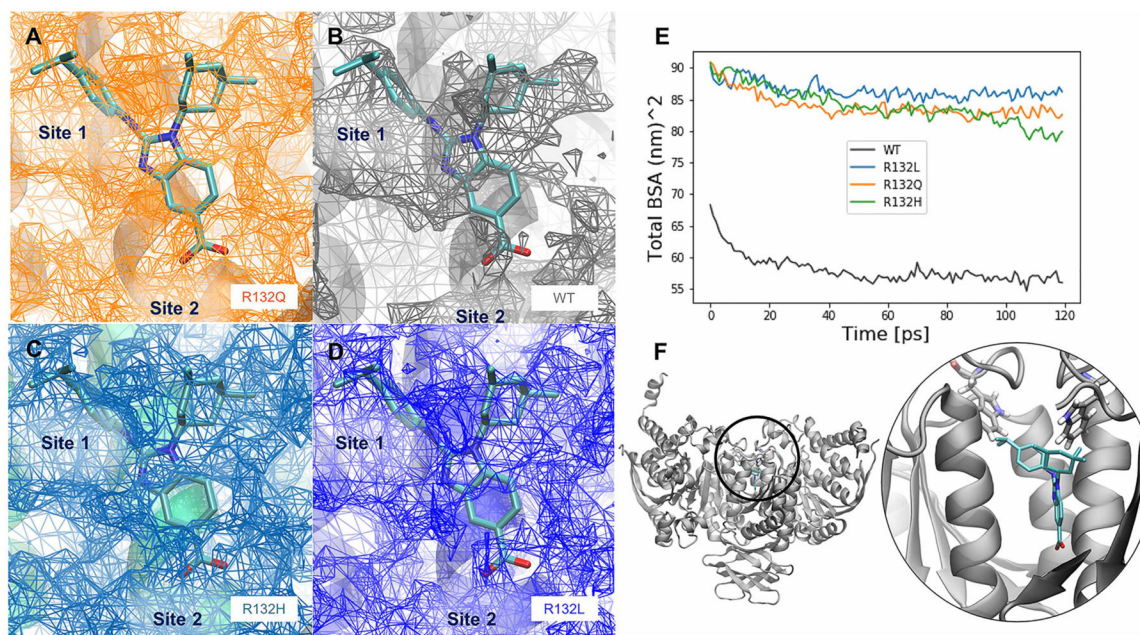 A
Site 1
R132Q
Site 2
B
Site 1
WT
Site 2
C
Site 1
R132H
Site 2
D
Site 1
R132L
Site 2
E
Total BSA (nm)^2
90
85
80
75
70
65
60
55
WT
R132L
R132Q
R132H
0
20
40
60
80
100
120
Time [ps]
F